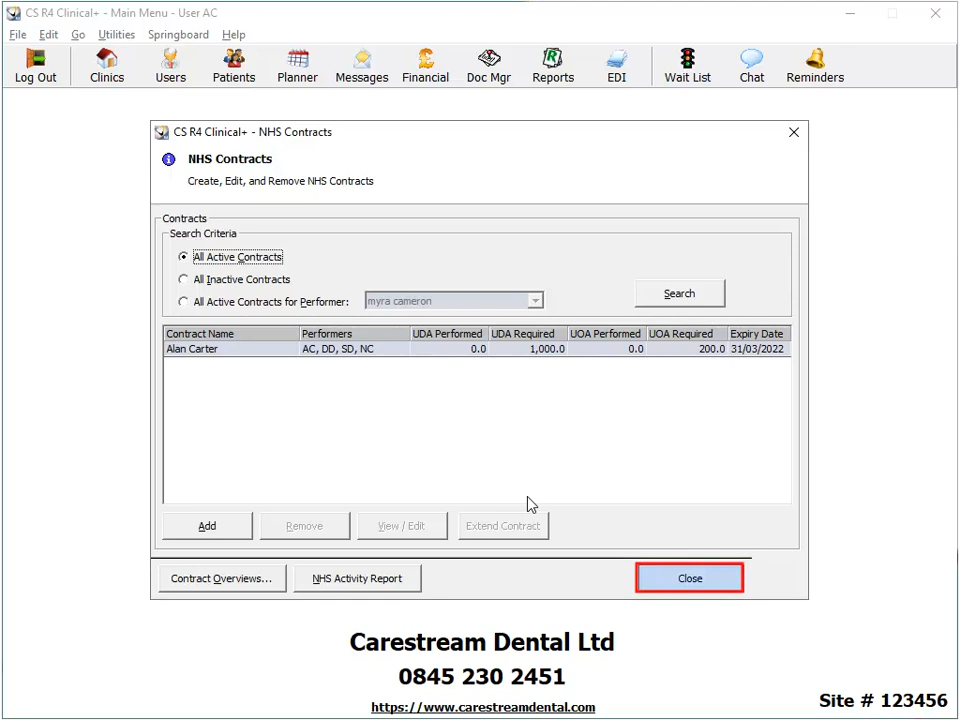 CS R4 Clinical+ - Main Menu - User AC
File Edit Go Utilities Springboard Help
Log Out Clinics Users Patients Planner Messages Financial Doc Mgr Reports EDI Wait List Chat Reminders
CS R4 Clinical+ - NHS Contracts
NHS Contracts
Create, Edit, and Remove NHS Contracts
Contracts
Search Criteria
All Active Contracts
All Inactive Contracts
All Active Contracts for Performer: myra cameron
Search
Contract Name Performers UDA Performed UDA Required UOA Performed UOA Required Expiry Date
Alan Carter AC, DD, SD, NC 0.0 1,000.0 0.0 200.0 31/03/2022
Add Remove View / Edit Extend Contract
Contract Overviews... NHS Activity Report Close
Carestream Dental Ltd
0845 230 2451
https://www.carestreamdental.com
Site # 123456